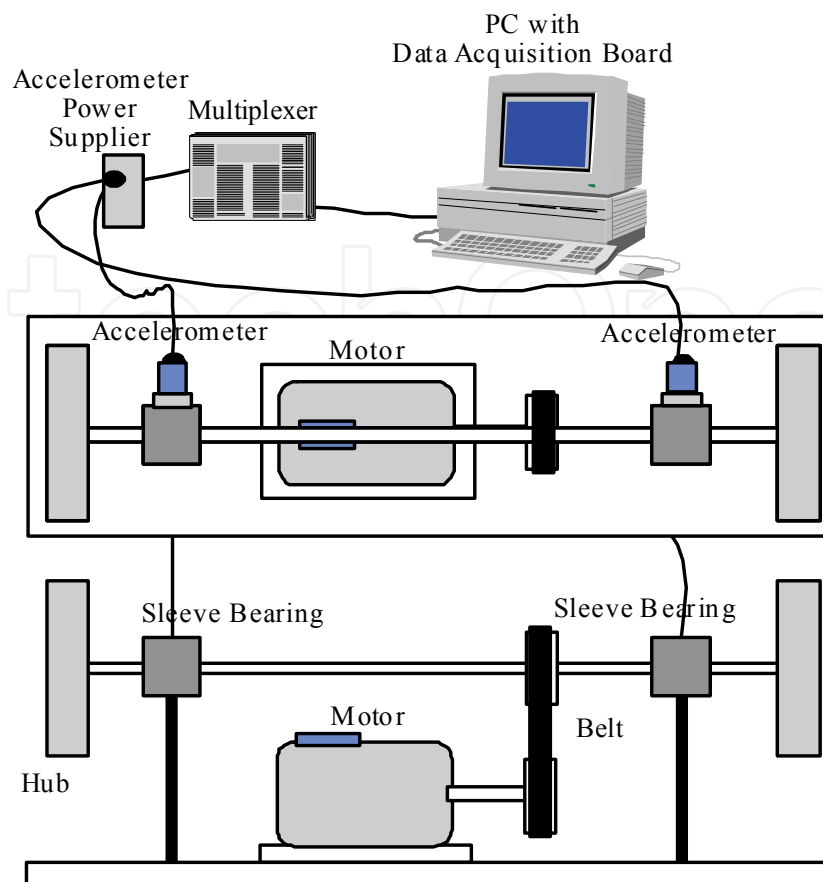 PC with
Data Acquisition Board
Accelerometer
Power
Supplier
Multiplexer
Accelerometer
Motor
Accelerometer
Sleeve Bearing
Sleeve Bearing
Motor
Belt
Hub